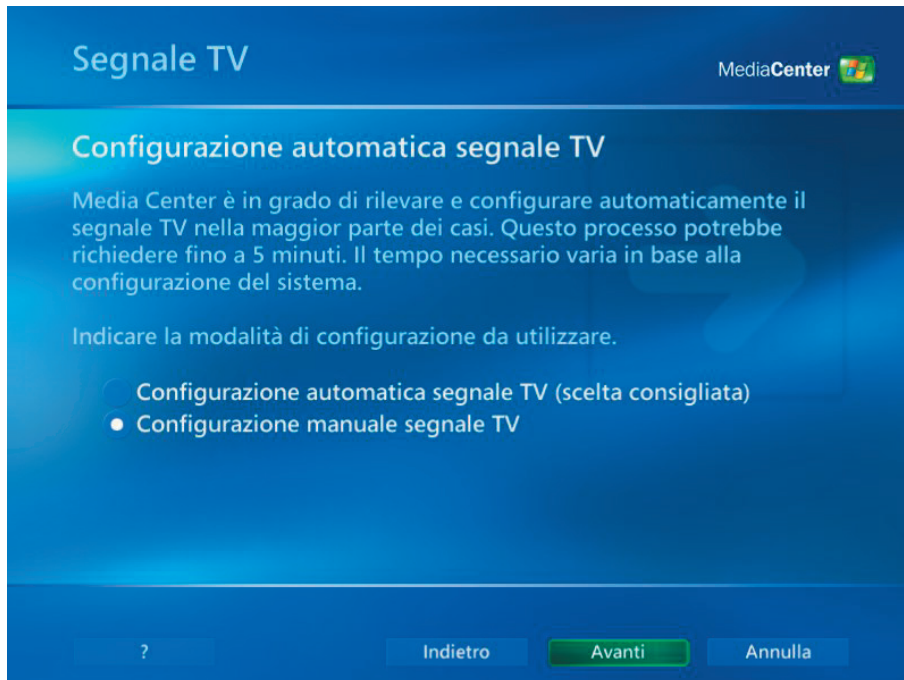 Segnale TV
MediaCenter
Configurazione automatica segnale TV
Media Center è in grado di rilevare e configurare automaticamente il
segnale TV nella maggior parte dei casi. Questo processo potrebbe
richiedere fino a 5 minuti. Il tempo necessario varia in base alla
configurazione del sistema.
Indicare la modalità di configurazione da utilizzare.
Configurazione automatica segnale TV (scelta consigliata)
Configurazione manuale segnale TV
? Indietro Avanti Annulla